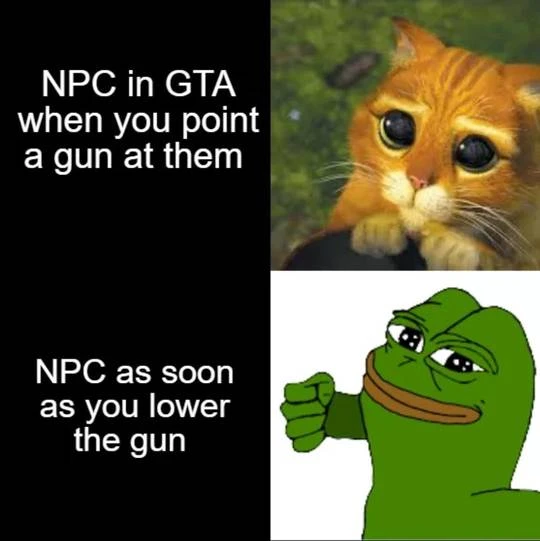 NPC in GTA
when you point
a gun at them
NPC as soon
as you lower
the gun